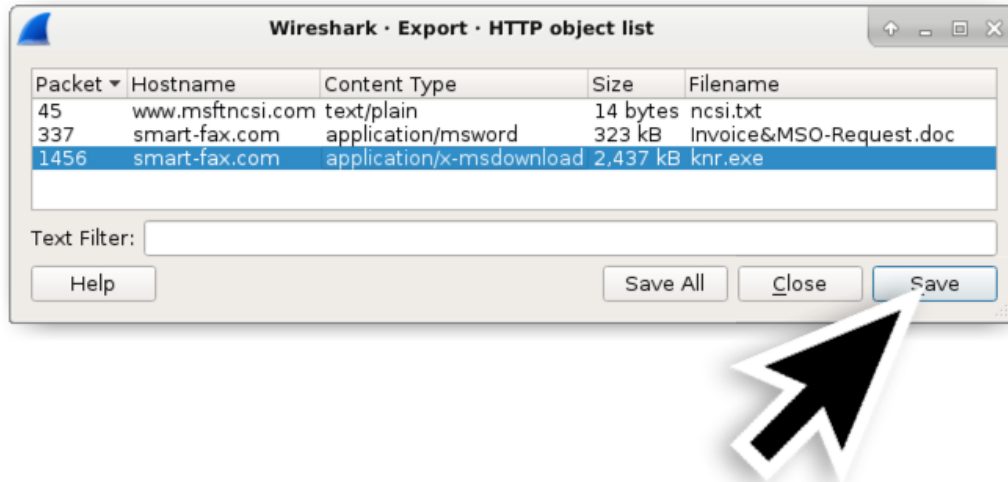 Wireshark · Export · HTTP object list
Packet Hostname Content Type Size Filename
45 www.msftncsi.com text/plain 14 bytes ncsi.txt
337 smart-fax.com application/msword 323 kB Invoice&MSO-Request.doc
1456 smart-fax.com application/x-msdownload 2,437 kB knr.exe
Text Filter:
Help Save All Close Save